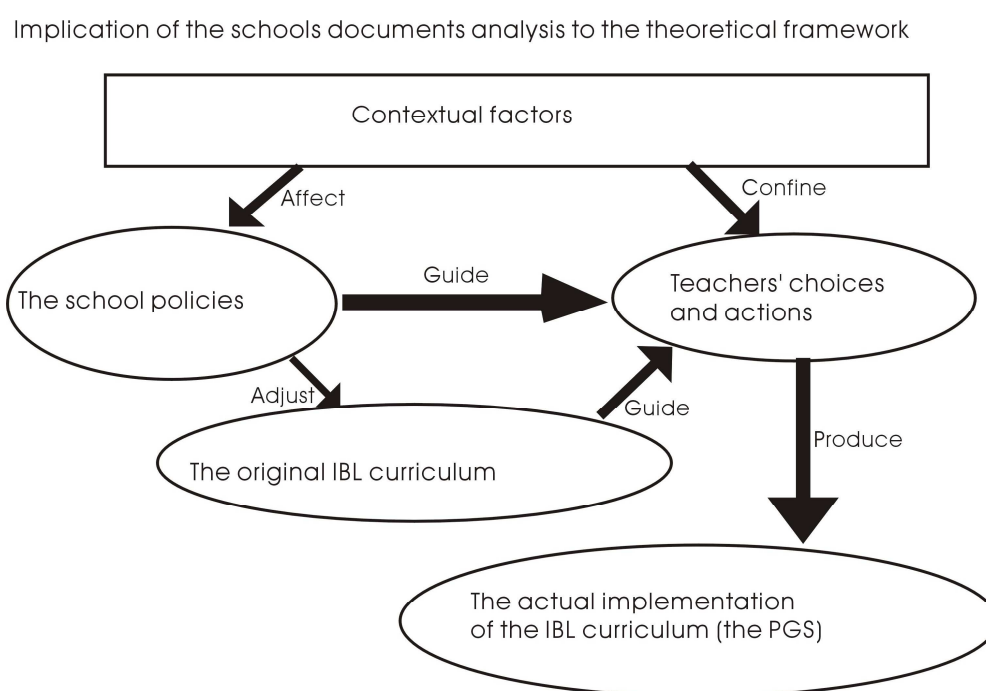 Implication of the schools documents analysis to the theoretical framework
Contextual factors
Affect
Confine
The school policies
Guide
Teachers' choices
and actions
Adjust
Guide
The original IBL curriculum
Produce
The actual implementation
of the IBL curriculum (the PGS)